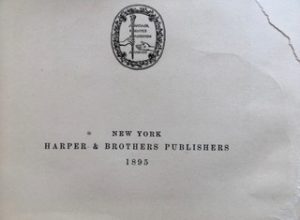 NEW YORK
HARPER & BROTHERS PUBLISHERS
1895